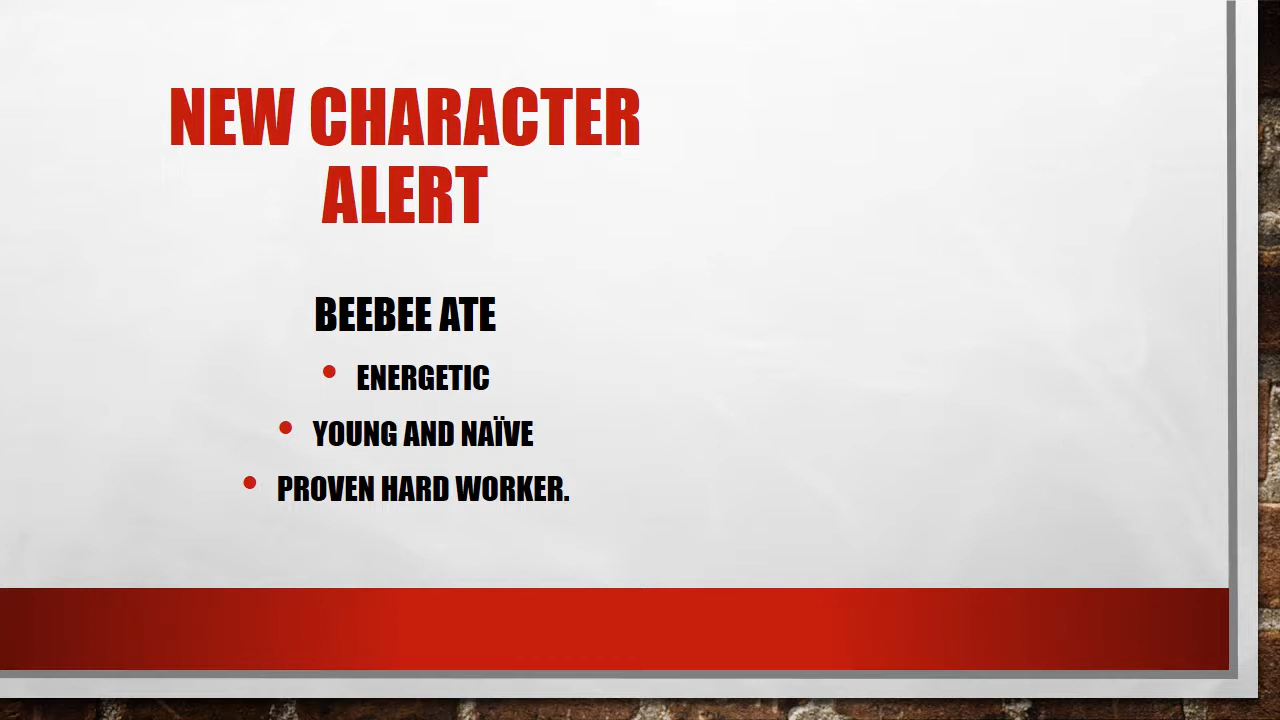 NEW CHARACTER
ALERT
BEEBEE ATE
• ENERGETIC
• YOUNG AND NAÏVE
• PROVEN HARD WORKER.